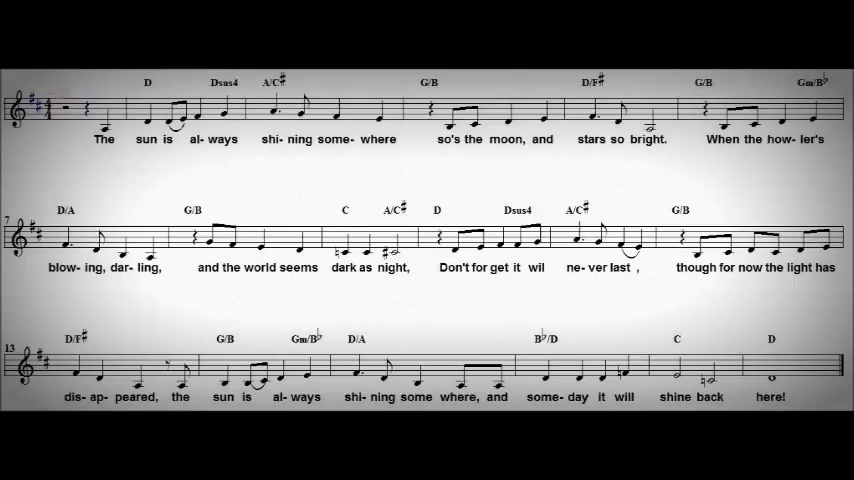 D Dsus4 A/C# G/B D/F# G/B Gm/Bb
The sun is al- ways shi- ning some- where so's the moon, and stars so bright. When the how- ler's
7 D/A G/B C A/C# D Dsus4 A/C# G/B
blow- ing, dar- ling, and the world seems dark as night, Don't for get it wil ne- ver last , though for now the light has
13 D/F# G/B Gm/Bb D/A Bb/D C D
dis- ap- peared, the sun is al- ways shi- ning some where, and some- day it will shine back here!